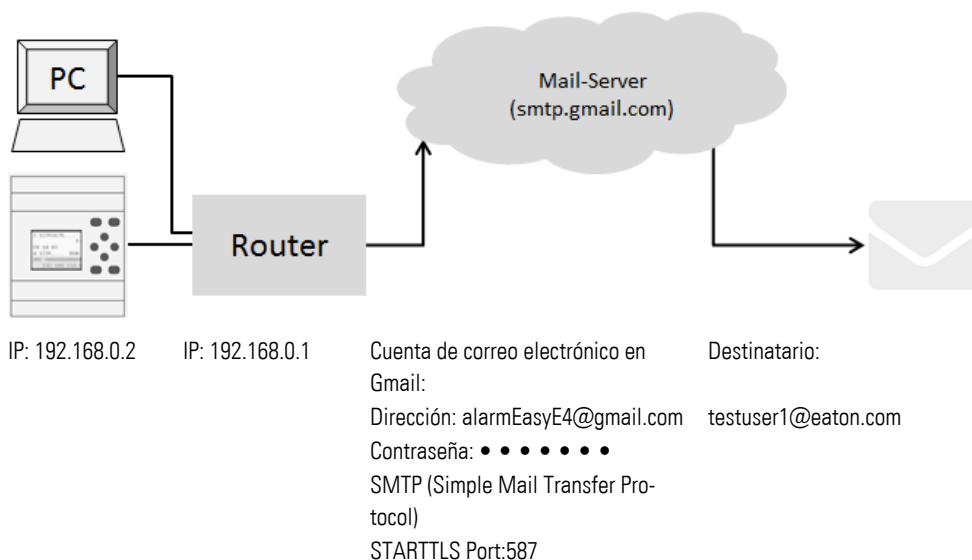 PC
Mail-Server
(smtp.gmail.com)
Router
IP: 192.168.0.2
IP: 192.168.0.1
Cuenta de correo electrónico en
Gmail:
Dirección: alarmEasyE4@gmail.com
Contraseña: • • • • • • •
SMTP (Simple Mail Transfer Pro-
tocol)
STARTTLS Port:587
Destinatario:
testuser1@eaton.com